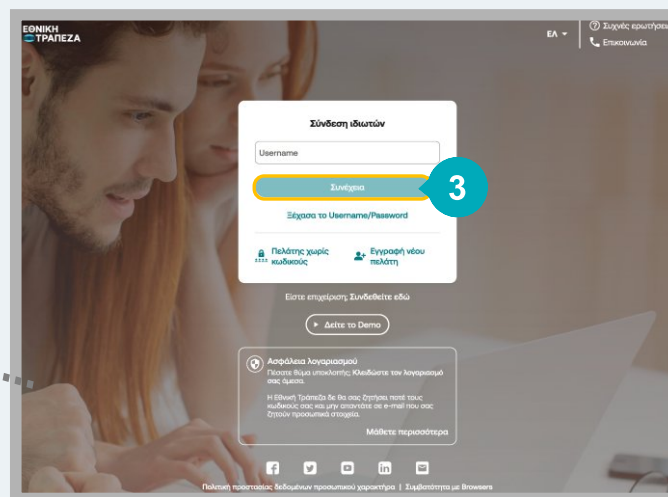 ΕΘΝΙΚΗ
ΤΡΑΠΕΖΑ
ΕΛ
Συχνές ερωτήσεις
Επικοινωνία
Σύνδεση ιδιωτών
Username
Συνέχεια
3
Ξέχασα το Username/Password
Πελάτης χωρίς
κωδικούς
Εγγραφή νέου
πελάτη
Είστε επιχείρηση; Συνδεθείτε εδώ
Δείτε το Demo
Ασφάλεια λογαριασμού
Πέσατε θύμα υποκλοπής; Κλειδώστε τον λογαριασμό
σας άμεσα.
Η Εθνική Τράπεζα δε θα σας ζητήσει ποτέ τους
κωδικούς σας και μην απαντάτε σε e-mail που σας
ζητούν προσωπικά στοιχεία.
Μάθετε περισσότερα
Πολιτική προστασίας δεδομένων προσωπικού χαρακτήρα | Συμβατότητα με Browsers